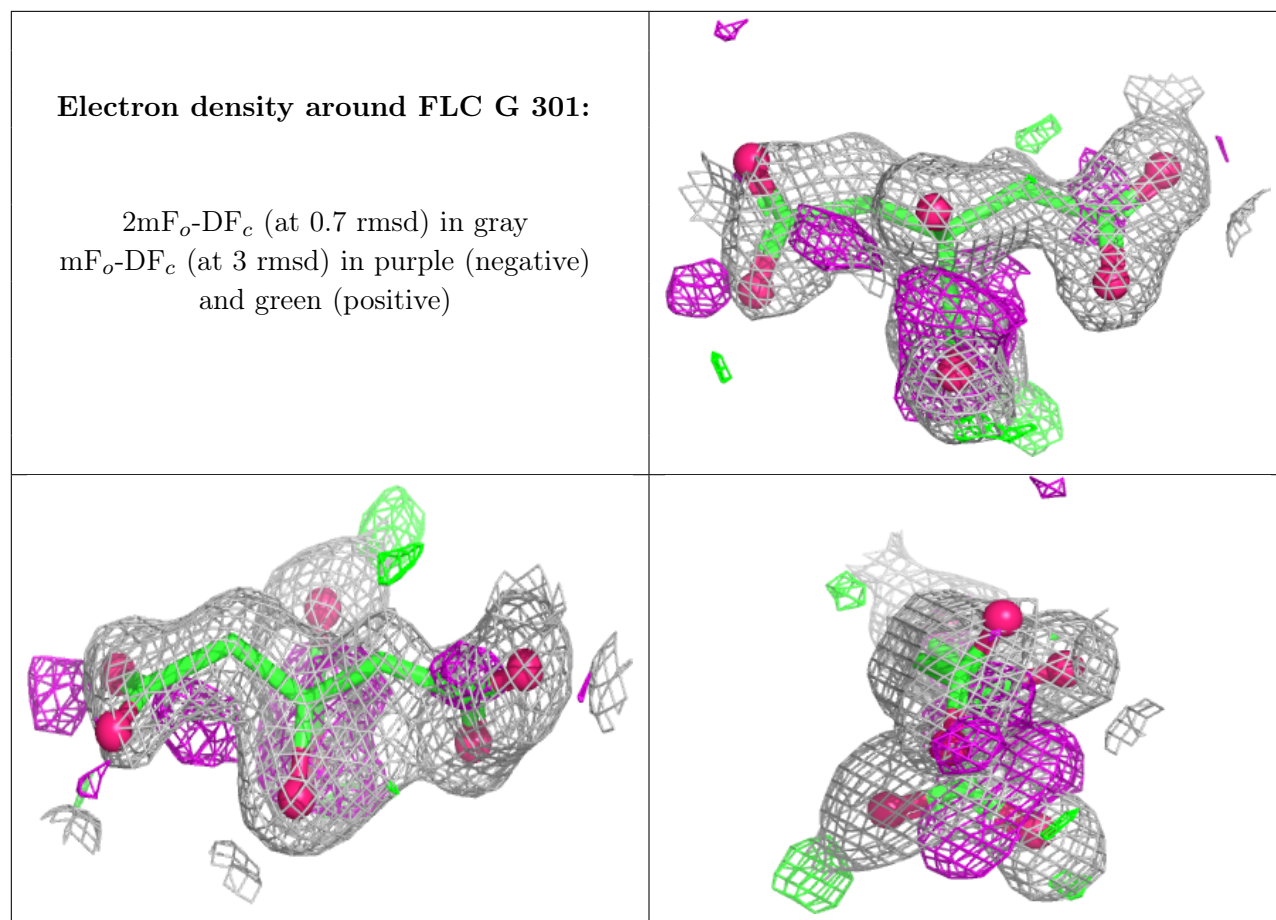 Electron density around FLC G 301:
2mFo-DFc (at 0.7 rmsd) in gray
mFo-DFc (at 3 rmsd) in purple (negative)
and green (positive)